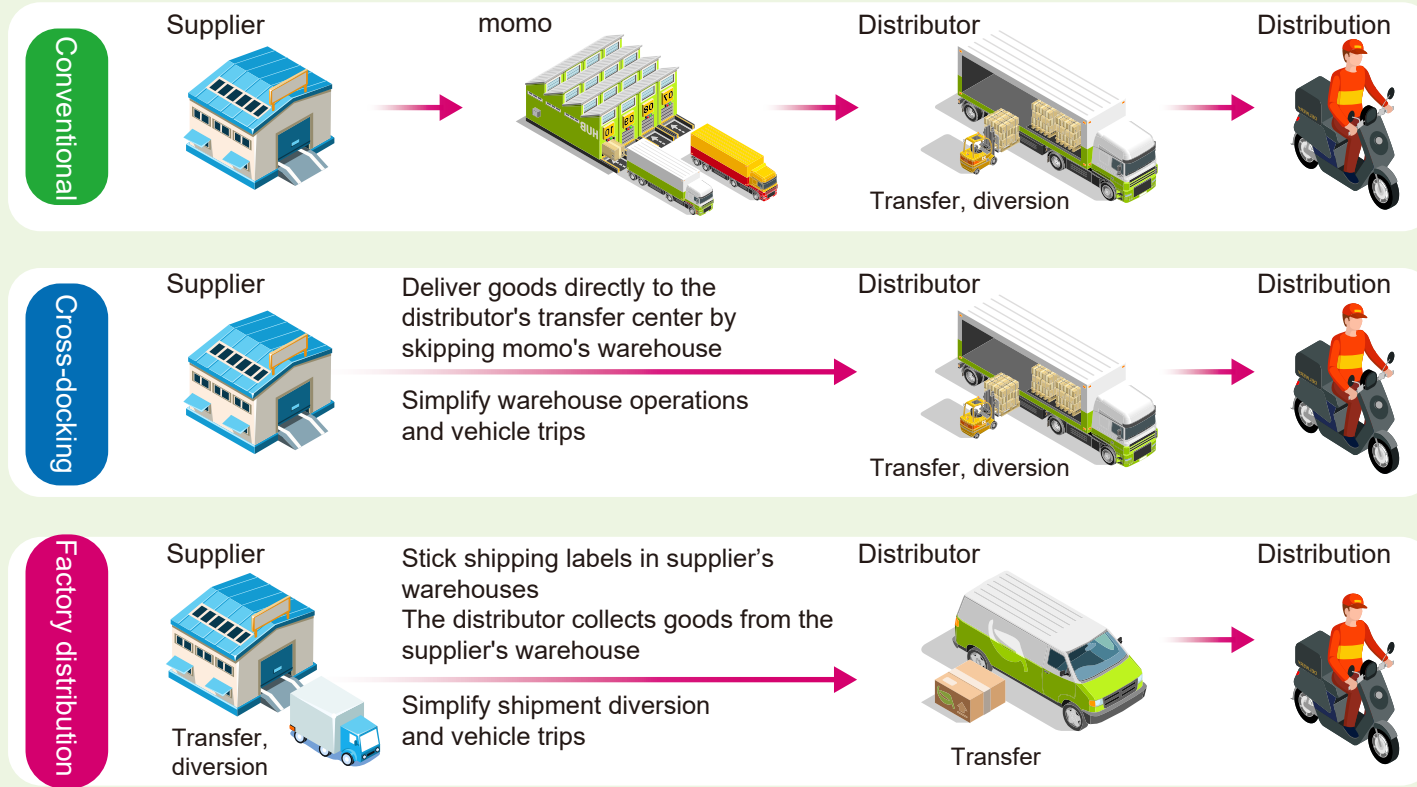 Conventional
Supplier
momo
Distributor
Distribution
HUB
Transfer, diversion
Cross-docking
Supplier
Deliver goods directly to the
distributor's transfer center by
skipping momo's warehouse
Simplify warehouse operations
and vehicle trips
Distributor
Transfer, diversion
Distribution
Factory distribution
Supplier
Transfer,
diversion
Stick shipping labels in supplier’s
warehouses
The distributor collects goods from the
supplier's warehouse
Simplify shipment diversion
and vehicle trips
Distributor
Transfer
Distribution